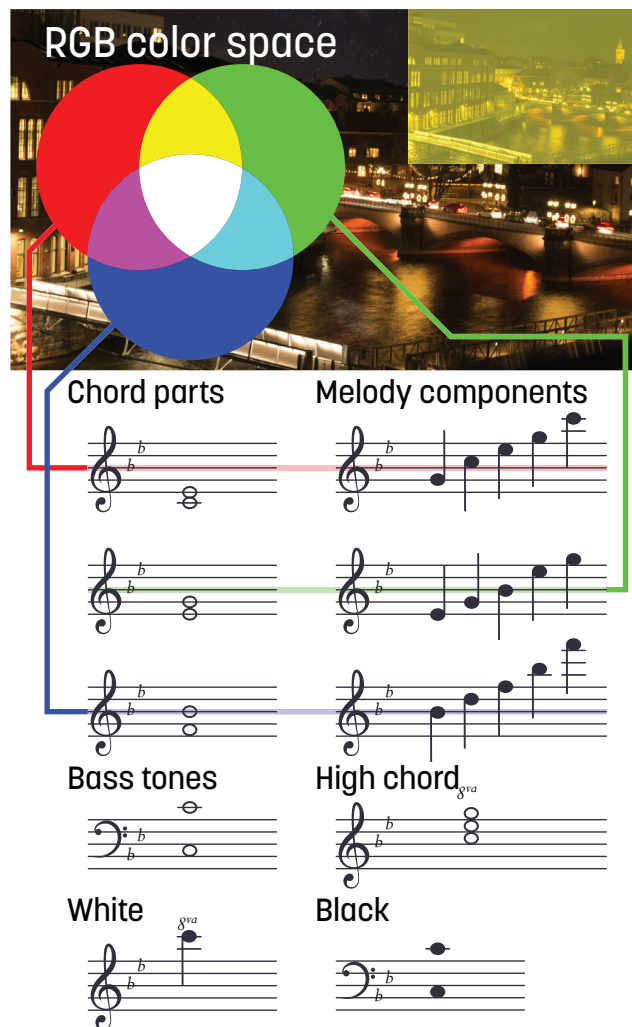 RGB color space
Chord parts
Melody components
Bass tones
High chord
8va
White
Black
8va